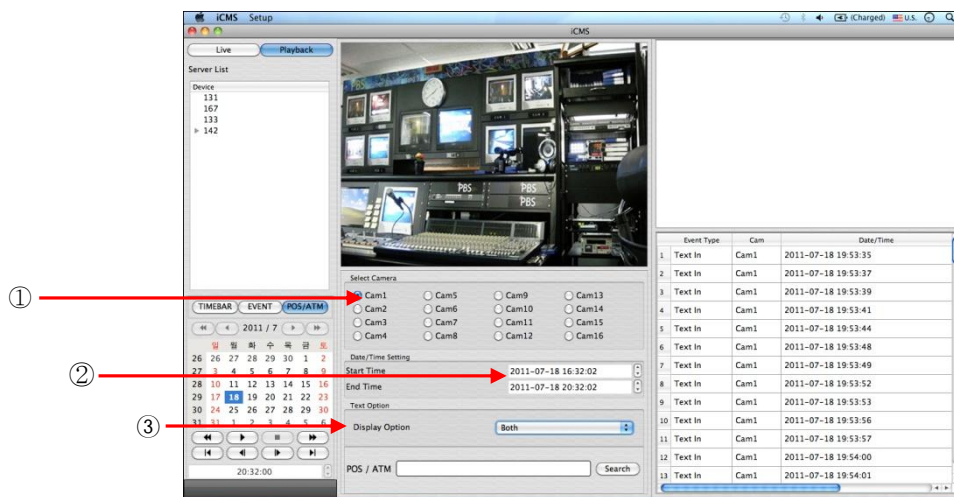 iCMS Setup (Charged) U.S.
iCMS
Live Playback
Server List
Device
131
167
133
142
PBS
PBS PBS
PBS PBS
Select Camera
① Cam1 Cam5 Cam9 Cam13
Cam2 Cam6 Cam10 Cam14
Cam3 Cam7 Cam11 Cam15
Cam4 Cam8 Cam12 Cam16
TIMEBAR EVENT POS/ATM
2011 / 7
일 월 화 수 목 금 토
26 26 27 28 29 30 1 2
27 3 4 5 6 7 8 9
28 10 11 12 13 14 15 16
29 17 18 19 20 21 22 23
30 24 25 26 27 28 29 30
31 31 1 2 3 4 5 6
20:32:00
Date/Time Setting
② Start Time 2011-07-18 16:32:02
End Time 2011-07-18 20:32:02
Text Option
③ Display Option Both
POS / ATM Search
Event Type Cam Date/Time
1 Text In Cam1 2011-07-18 19:53:35
2 Text In Cam1 2011-07-18 19:53:37
3 Text In Cam1 2011-07-18 19:53:39
4 Text In Cam1 2011-07-18 19:53:41
5 Text In Cam1 2011-07-18 19:53:44
6 Text In Cam1 2011-07-18 19:53:48
7 Text In Cam1 2011-07-18 19:53:49
8 Text In Cam1 2011-07-18 19:53:52
9 Text In Cam1 2011-07-18 19:53:53
10 Text In Cam1 2011-07-18 19:53:56
11 Text In Cam1 2011-07-18 19:53:57
12 Text In Cam1 2011-07-18 19:54:00
13 Text In Cam1 2011-07-18 19:54:01